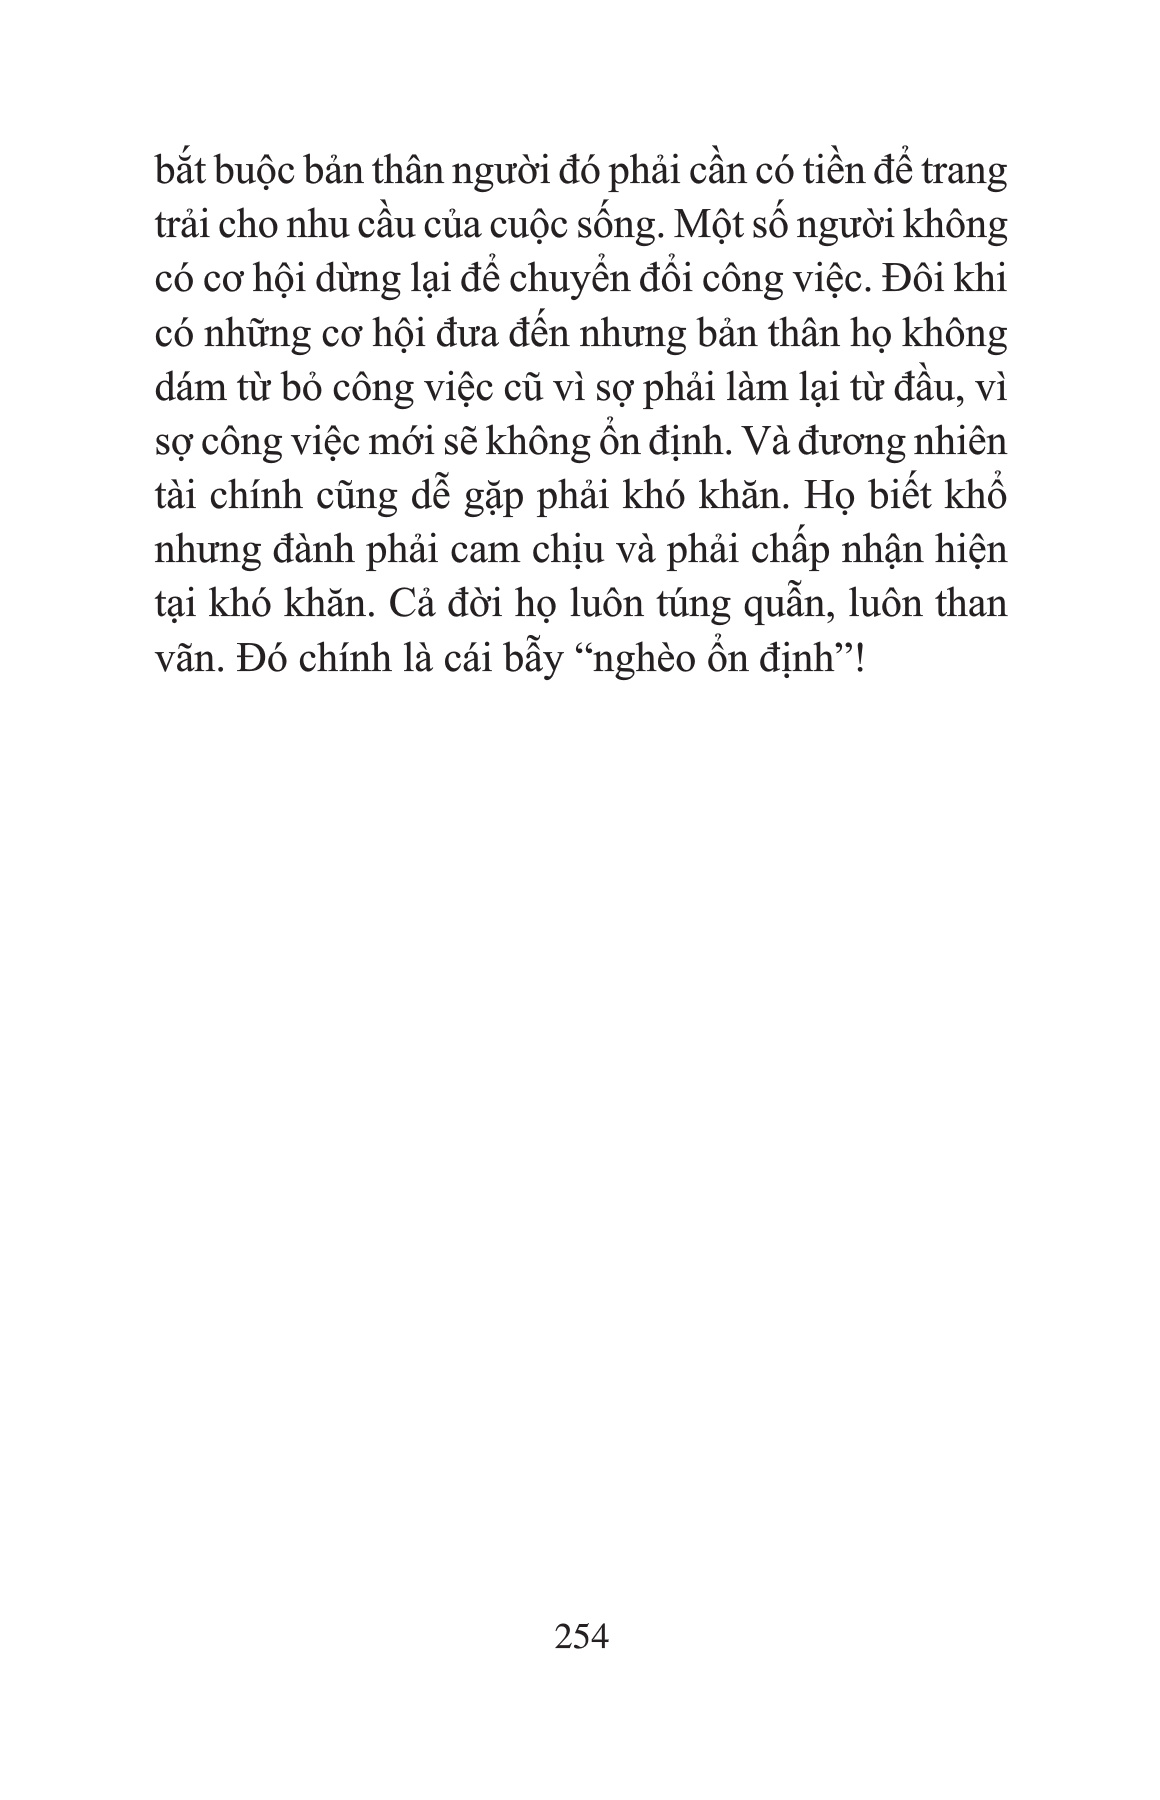 bắt buộc bản thân người đó phải cần có tiền để trang
trải cho nhu cầu của cuộc sống. Một số người không
có cơ hội dừng lại để chuyển đổi công việc. Đôi khi
có những cơ hội đưa đến nhưng bản thân họ không
dám từ bỏ công việc cũ vì sợ phải làm lại từ đầu, vì
sợ công việc mới sẽ không ổn định. Và đương nhiên
tài chính cũng dễ gặp phải khó khăn. Họ biết khổ
nhưng đành phải cam chịu và phải chấp nhận hiện
tại khó khăn. Cả đời họ luôn túng quẫn, luôn than
vãn. Đó chính là cái bẫy “nghèo ổn định”!
254